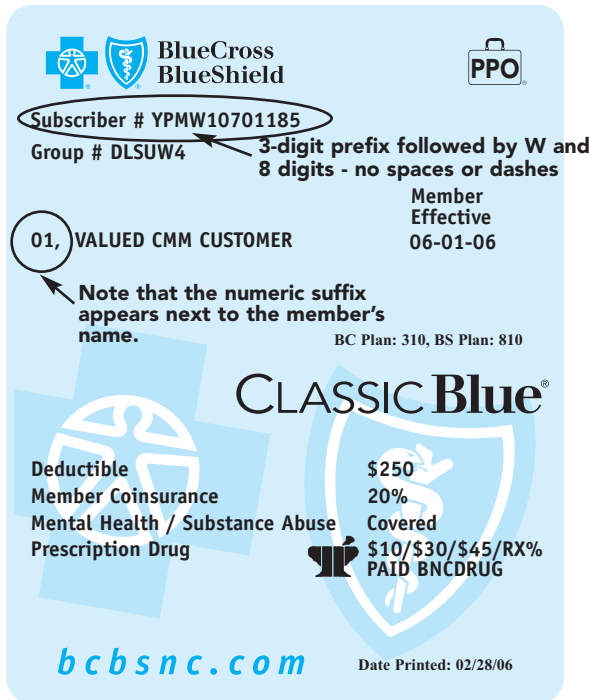 BlueCross
BlueShield
PPO
Subscriber # YPMW10701185
Group # DLSUW4
3-digit prefix followed by W and
8 digits - no spaces or dashes
Member
Effective
06-01-06
01, VALUED CMM CUSTOMER
Note that the numeric suffix
appears next to the member's
name.
BC Plan: 310, BS Plan: 810
CLASSIC Blue®
Deductible $250
Member Coinsurance 20%
Mental Health / Substance Abuse Covered
Prescription Drug $10/$30/$45/RX%
PAID BNCDRUG
bcbsnc.com
Date Printed: 02/28/06